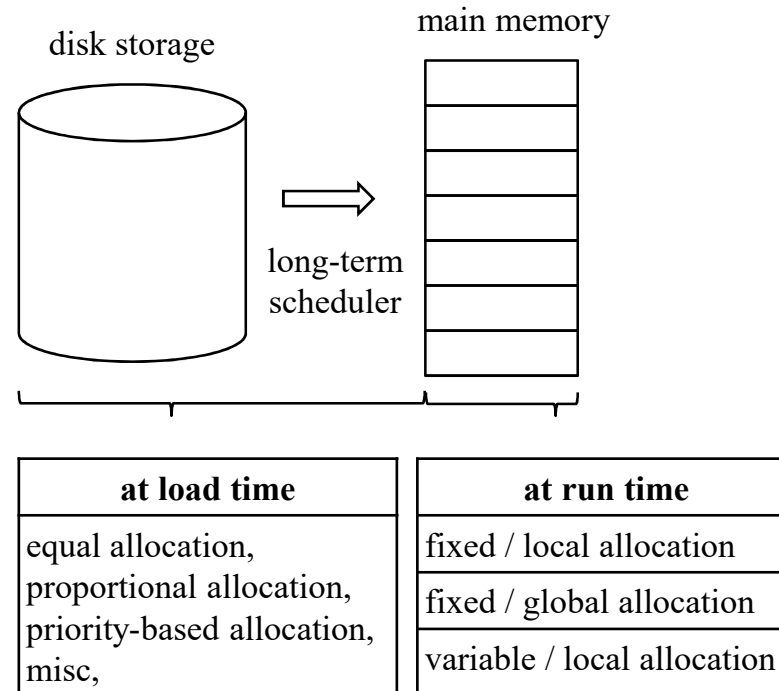 main memory
disk storage
long-term
scheduler
at load time
equal allocation,
proportional allocation,
priority-based allocation,
misc,
at run time
fixed / local allocation
fixed / global allocation
variable / local allocation